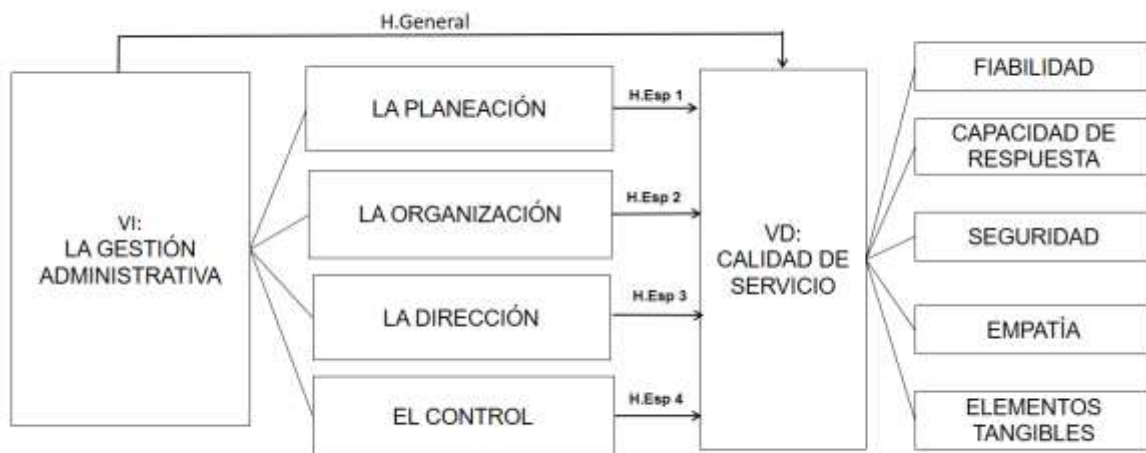 H.General
VI:
LA GESTIÓN
ADMINISTRATIVA
LA PLANEACIÓN
LA ORGANIZACIÓN
LA DIRECCIÓN
EL CONTROL
H.Esp 1
H.Esp 2
H.Esp 3
H.Esp 4
VD:
CALIDAD DE
SERVICIO
FIABILIDAD
CAPACIDAD DE
RESPUESTA
SEGURIDAD
EMPATÍA
ELEMENTOS
TANGIBLES